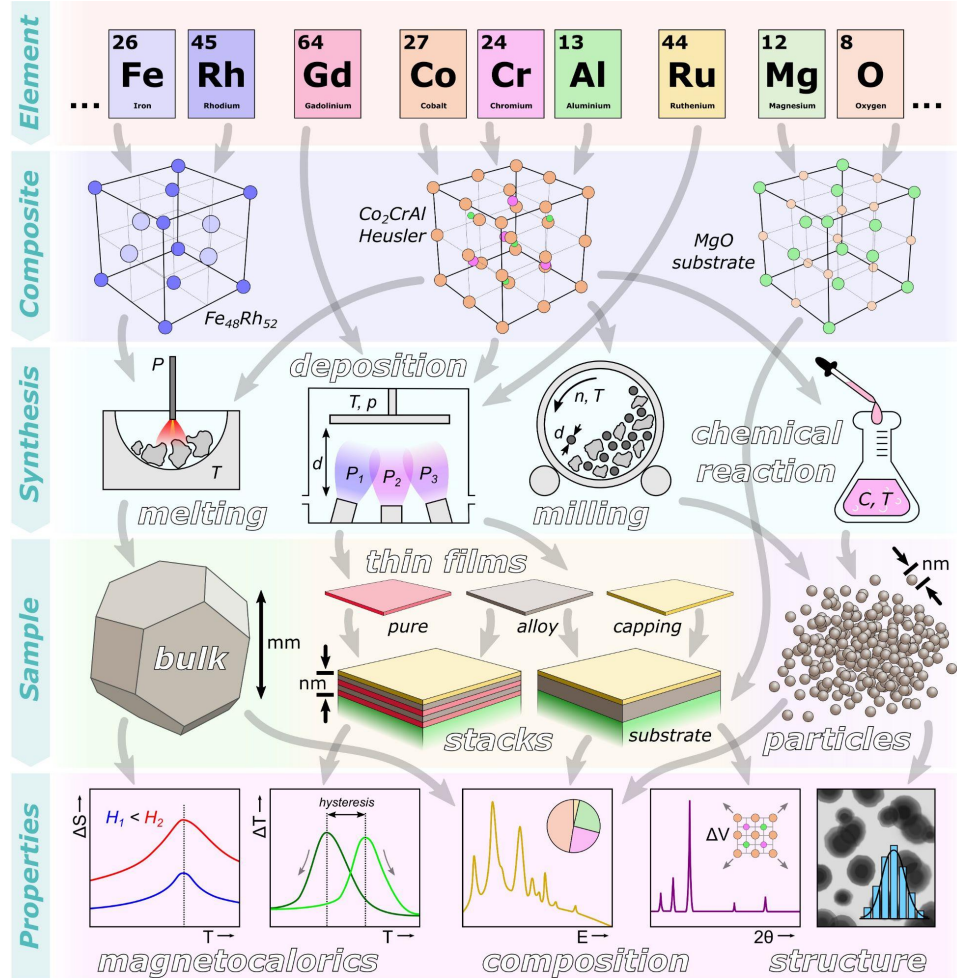 Element
26
Fe
Iron
45
Rh
Rhodium
64
Gd
Gadolinium
27
Co
Cobalt
24
Cr
Chromium
13
Al
Aluminium
44
Ru
Ruthenium
12
Mg
Magnesium
8
O
Oxygen
...
...
Composite
Fe₄₈Rh₅₂
Co₂CrAl
Heusler
MgO
substrate
Synthesis
P
T
melting
deposition
T, p
d
P₁
P₂
P₃
n, T
d
milling
chemical
reaction
C, T
Sample
bulk
mm
thin films
pure
alloy
capping
nm
stacks
substrate
nm
particles
Properties
ΔS
H₁ < H₂
T
ΔT
hysteresis
T
magnetocalorics
E
composition
ΔV
2θ
structure